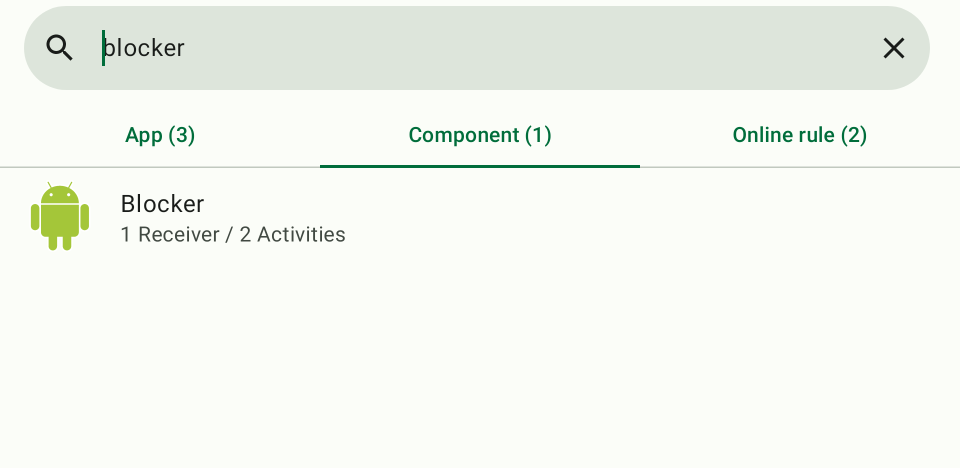 blocker
App (3)
Component (1)
Online rule (2)
Blocker
1 Receiver / 2 Activities